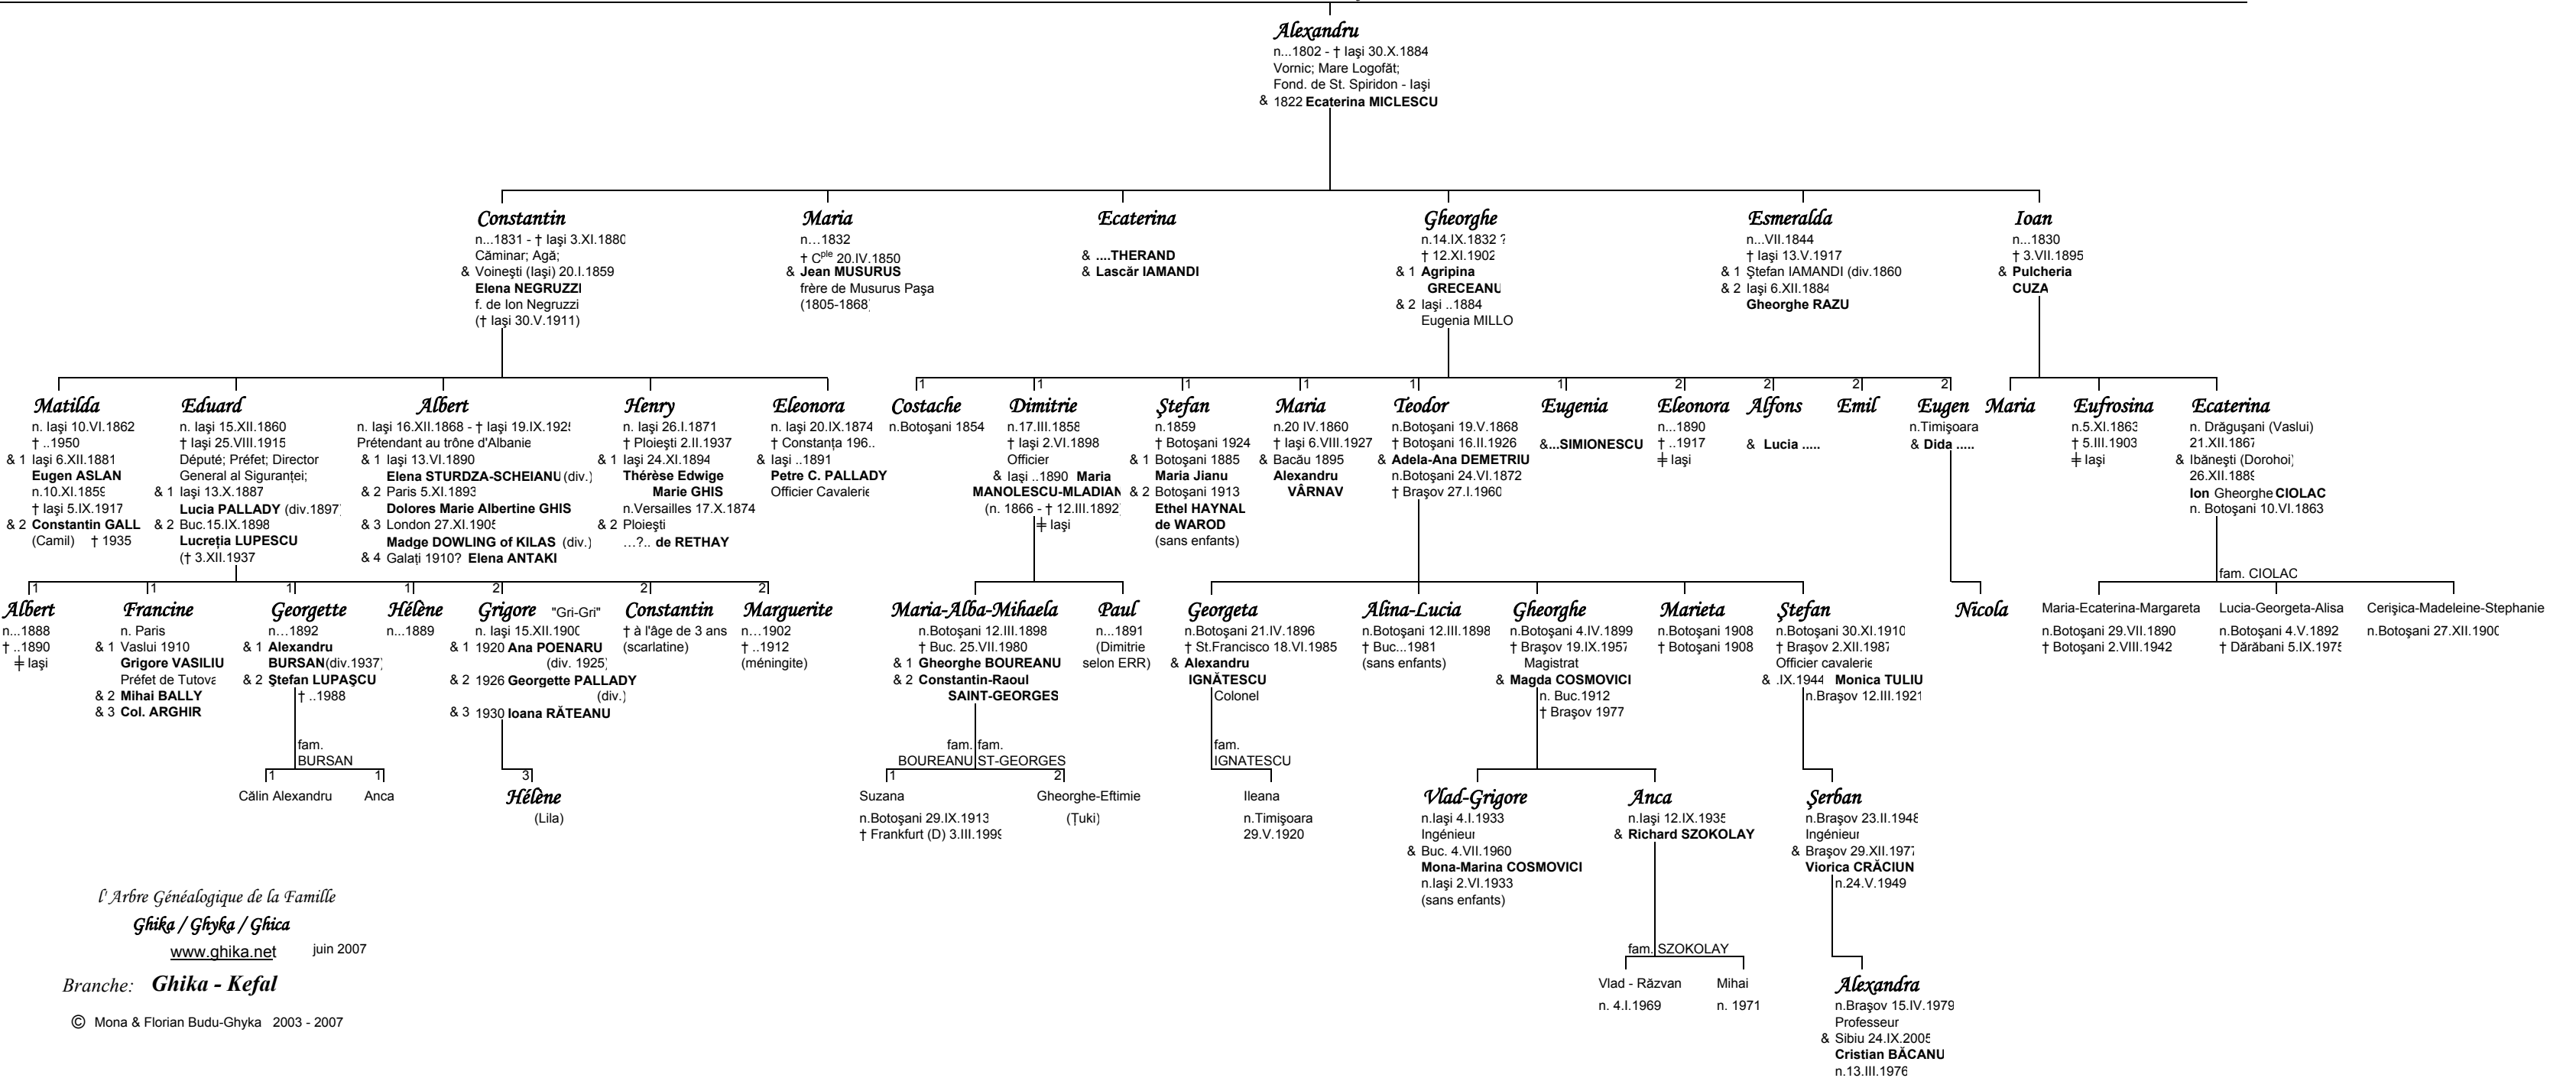 Alexandru
n...1802 - † Iaşi 30.X.1884
Vornic; Mare Logofăt;
Fond. de St. Spiridon - Iaşi
& 1822 Ecaterina MICLESCU
Constantin
n...1831 - † Iaşi 3.XI.1880
Căminar; Agă;
& Voineşti (Iaşi) 20.I.1859
Elena NEGRUZZI
f. de Ion Negruzzi
(† Iaşi 30.V.1911)
Maria
n...1832
† Cple 20.IV.1850
& Jean MUSURUS
frère de Musurus Paşa
(1805-1868)
Ecaterina
& ....THERAND
& Lascăr IAMANDI
Gheorghe
n.14.IX.1832 ?
† 12.XI.1902
& 1 Agripina
GRECEANU
& 2 Iaşi ..1884
Eugenia MILLO
Esmeralda
n...VII.1844
† Iaşi 13.V.1917
& 1 Ştefan IAMANDI (div.1860
& 2 Iaşi 6.XII.1884
Gheorghe RAZU
Ioan
n...1830
† 3.VII.1895
& Pulcheria
CUZA
Matilda
n. Iaşi 10.VI.1862
† ..1950
& 1 Iaşi 6.XII.1881
Eugen ASLAN
n.10.XI.1859
† Iaşi 5.IX.1917
& 2 Constantin GALL
(Camil) † 1935
Eduard
n. Iaşi 15.XII.1860
† Iaşi 25.VIII.1915
Député; Préfet; Director
General al Siguranţei;
& 1 Iaşi 13.X.1887
Lucia PALLADY (div.1897)
& 2 Buc.15.IX.1898
Lucreţia LUPESCU
(† 3.XII.1937
Albert
n. Iaşi 16.XII.1868 - † Iaşi 19.IX.192
Prétendant au trône d'Albanie
& 1 Iaşi 13.VI.1890
Elena STURDZA-SCHEIANU (div.)
& 2 Paris 5.XI.1893
Dolores Marie Albertine GHIS
& 3 London 27.XI.1905
Madge DOWLING of KILAS (div.)
& 4 Galaţi 1910? Elena ANTAKI
Henry
n. Iaşi 26.I.1871
† Ploieşti 2.II.1937
& 1 Iaşi 24.XI.1894
Thérèse Edwige
Marie GHIS
n.Versailles 17.X.1874
& 2 Ploieşti
...?.. de RETHAY
Eleonora
n. Iaşi 20.IX.1874
† Constanţa 196..
& Iaşi ..1891
Petre C. PALLADY
Officier Cavalerie
1
Costache
n.Botoşani 1854
1
Dimitrie
n.17.III.1858
† Iaşi 2.VI.1898
Officier
& Iaşi ..1890 Maria
MANOLESCU-MLADIAN
(n. 1866 - † 12.III.1892)
╪ Iaşi
1
Ştefan
n.1859
† Botoşani 1924
& 1 Botoşani 1885
Maria Jianu
& 2 Botoşani 1913
Ethel HAYNAL
de WAROD
(sans enfants)
1
Maria
n.20 IV.1860
† Iaşi 6.VIII.1927
& Bacău 1895
Alexandru
VÂRNAV
1
Teodor
n.Botoşani 19.V.1868
† Botoşani 16.II.1926
& Adela-Ana DEMETRIU
n.Botoşani 24.VI.1872
† Braşov 27.I.1960
1
Eugenia
&...SIMIONESCU
2
Eleonora
n...1890
† ..1917
╪ Iaşi
2
Alfons
& Lucia .....
2
Emil
2
Eugen
n.Timişoara
& Dida .....
Maria
Eufrosina
n.5.XI.1863
† 5.III.1903
╪ Iaşi
Ecaterina
n. Drăguşani (Vaslui)
21.XII.1867
& Ibăneşti (Dorohoi)
26.XII.1889
Ion Gheorghe CIOLAC
n. Botoşani 10.VI.1863
1
Albert
n...1888
† ..1890
╪ Iaşi
1
Francine
n. Paris
& 1 Vaslui 1910
Grigore VASILIU
Préfet de Tutova
& 2 Mihai BALLY
& 3 Col. ARGHIR
1
Georgette
n...1892
& 1 Alexandru
BURSAN(div.1937)
& 2 Ştefan LUPAŞCU
† ..1988
1
Hélène
n...1889
2
Grigore "Gri-Gri"
n. Iaşi 15.XII.1900
& 1 1920 Ana POENARU
(div. 1925)
& 2 1926 Georgette PALLADY
(div.)
& 3 1930 Ioana RĂTEANU
2
Constantin
† à l'âge de 3 ans
(scarlatine)
2
Marguerite
n...1902
† ..1912
(méningite)
Maria-Alba-Mihaela
n.Botoşani 12.III.1898
† Buc. 25.VII.1980
& 1 Gheorghe BOUREANU
& 2 Constantin-Raoul
SAINT-GEORGES
Paul
n...1891
(Dimitrie
selon ERR)
Georgeta
n.Botoşani 21.IV.1896
† St.Francisco 18.VI.1985
& Alexandru
IGNĂTESCU
Colonel
Alina-Lucia
n.Botoşani 12.III.1898
† Buc...1981
(sans enfants)
Gheorghe
n.Botoşani 4.IV.1899
† Braşov 19.IX.1957
Magistrat
& Magda COSMOVICI
n. Buc.1912
† Braşov 1977
Marieta
n.Botoşani 1908
† Botoşani 1908
Ştefan
n.Botoşani 30.XI.1910
† Braşov 2.XII.1987
Officier cavalerie
& .IX.1944 Monica TULIU
n.Braşov 12.III.1921
Nicola
fam. CIOLAC
Maria-Ecaterina-Margareta
n.Botoşani 29.VII.1890
† Botoşani 2.VIII.1942
Lucia-Georgeta-Alisa
n.Botoşani 4.V.1892
† Dărăbani 5.IX.1975
Cerişica-Madeleine-Stephanie
n.Botoşani 27.XII.1900
fam.
BURSAN
1
Călin Alexandru
1
Anca
3
Hélène
(Lila)
fam. fam.
BOUREANU ST-GEORGES
1
Suzana
n.Botoşani 29.IX.1913
† Frankfurt (D) 3.III.1999
2
Gheorghe-Eftimie
(Ţuki)
fam.
IGNATESCU
Ileana
n.Timişoara
29.V.1920
Vlad-Grigore
n.Iaşi 4.I.1933
Ingénieur
& Buc. 4.VII.1960
Mona-Marina COSMOVICI
n.Iaşi 2.VI.1933
(sans enfants)
Anca
n.Iaşi 12.IX.1935
& Richard SZOKOLAY
Şerban
n.Braşov 23.II.1948
Ingénieur
& Braşov 29.XII.1977
Viorica CRĂCIUN
n.24.V.1949
fam. SZOKOLAY
Vlad - Răzvan
n. 4.I.1969
Mihai
n. 1971
Alexandra
n.Braşov 15.IV.1979
Professeur
& Sibiu 24.IX.2005
Cristian BĂCANU
n.13.III.1976
l'Arbre Généalogique de la Famille
Ghika / Ghyka / Ghica
www.ghika.net juin 2007
Branche: Ghika - Kefal
© Mona & Florian Budu-Ghyka 2003 - 2007